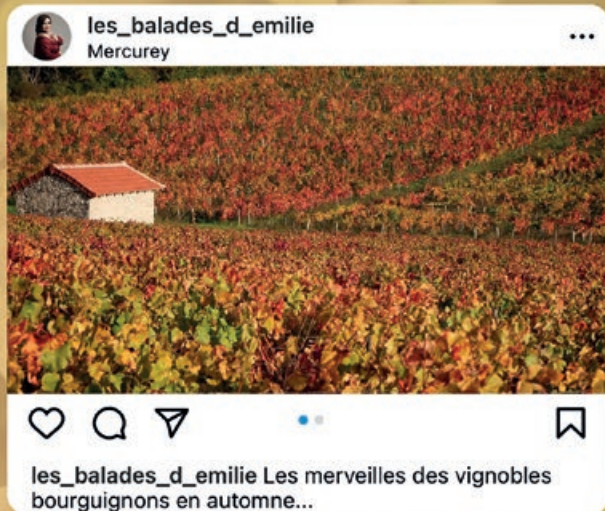 les_balades_d_emilie
Mercurey
les_balades_d_emilie Les merveilles des vignobles
bourguignons en automne...